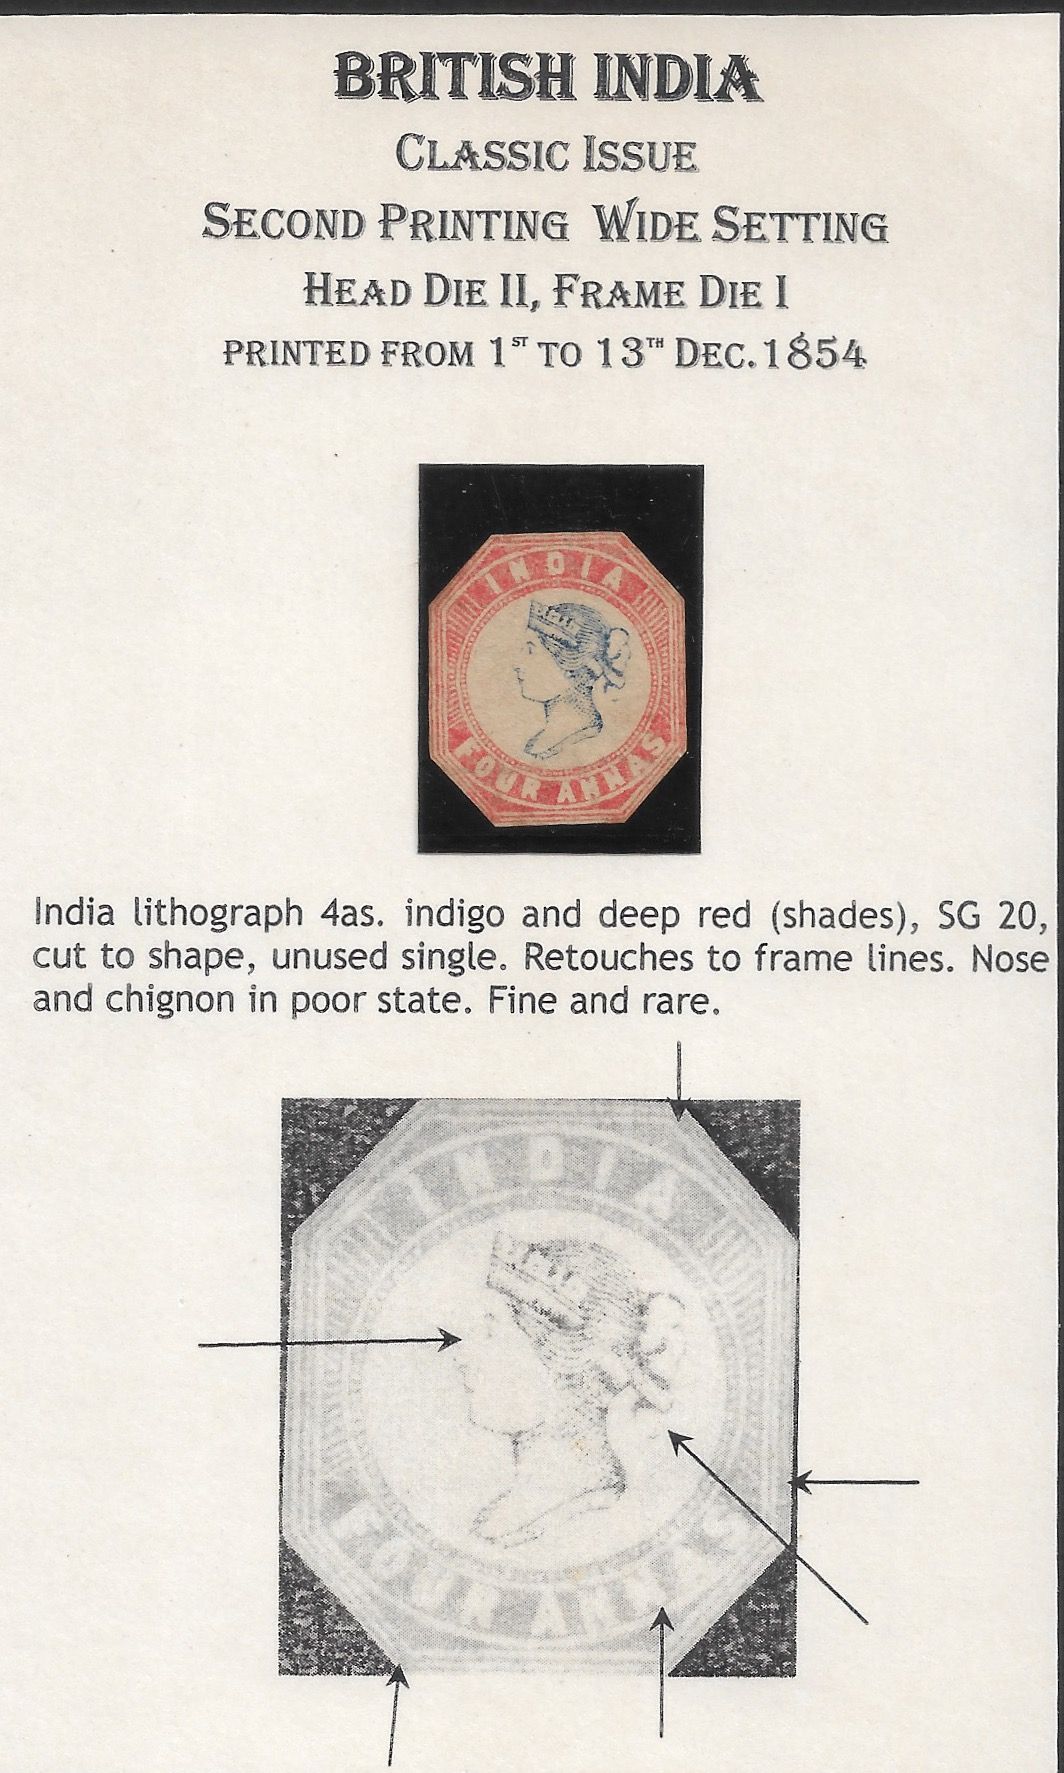 BRITISH INDIA
CLASSIC ISSUE
SECOND PRINTING WIDE SETTING
HEAD DIE II, FRAME DIE I
PRINTED FROM 1ST TO 13TH DEC.1854
INDIA
FOUR ANNAS
India lithograph 4as. indigo and deep red (shades), SG 20,
cut to shape, unused single. Retouches to frame lines. Nose
and chignon in poor state. Fine and rare.
INDIA
FOUR ANNAS